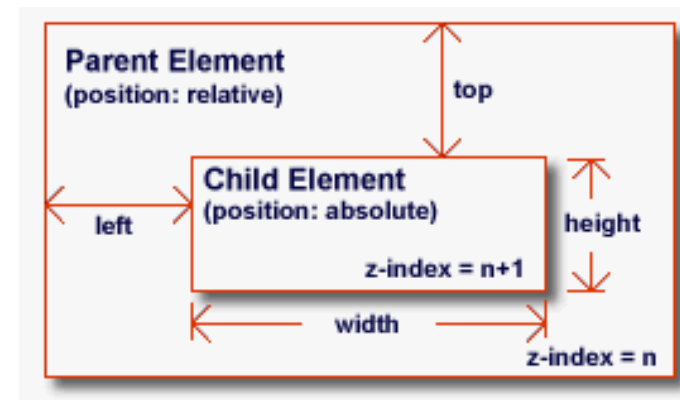 Parent Element
(position: relative)
top
Child Element
(position: absolute)
left
height
z-index = n+1
width
z-index = n